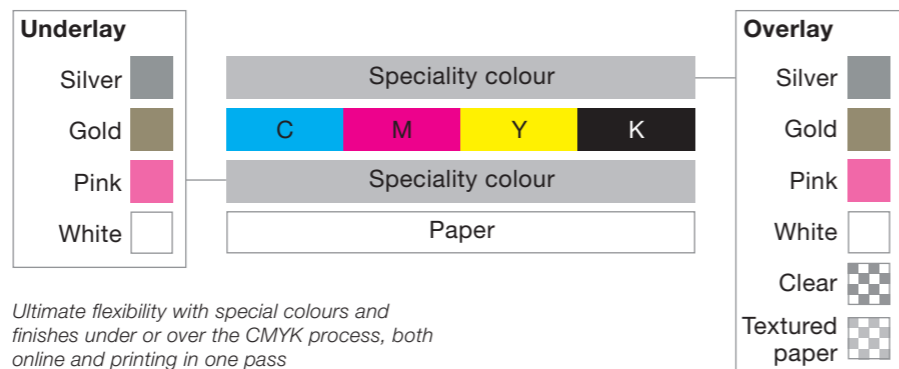 Underlay
Silver
Gold
Pink
White
Speciality colour
C M Y K
Speciality colour
Paper
Overlay
Silver
Gold
Pink
White
Clear
Textured
paper
Ultimate flexibility with special colours and
finishes under or over the CMYK process, both
online and printing in one pass